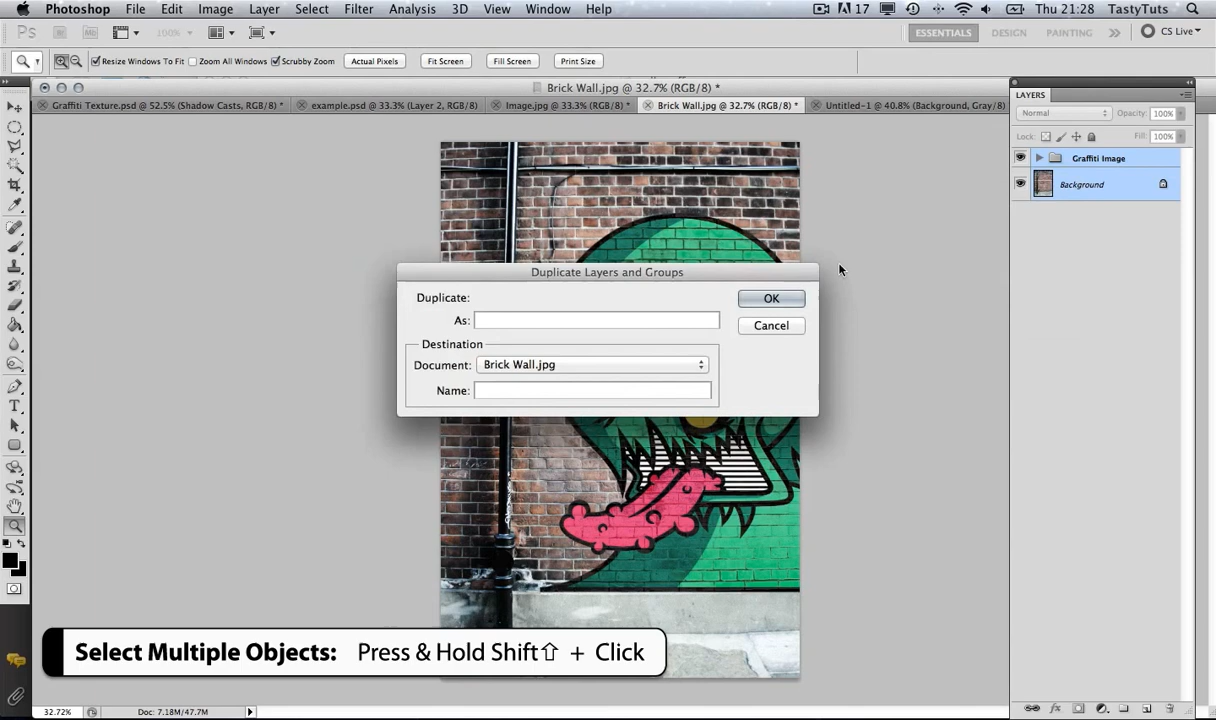 Photoshop File Edit Image Layer Select Filter Analysis 3D View Window Help 17 Thu 21:28 TastyTuts
Ps Br Mb 100% ESSENTIALS DESIGN PAINTING CS Live
Resize Windows To Fit Zoom All Windows Scrubby Zoom Actual Pixels Fit Screen Fill Screen Print Size
Brick Wall.jpg @ 32.7% (RGB/8) *
Graffiti Texture.psd @ 52.5% (Shadow Casts, RGB/8) * example.psd @ 33.3% (Layer 2, RGB/8) Image.jpg @ 33.3% (RGB/8) * Brick Wall.jpg @ 32.7% (RGB/8) * Untitled-1 @ 40.8% (Background, Gray/8)
LAYERS
Normal Opacity: 100%
Lock: Fill: 100%
Graffiti Image
Background
Duplicate Layers and Groups
Duplicate:
As:
OK
Cancel
Destination
Document: Brick Wall.jpg
Name:
Select Multiple Objects: Press & Hold Shift⇧ + Click
32.72% Doc: 7.18M/47.7M
fx